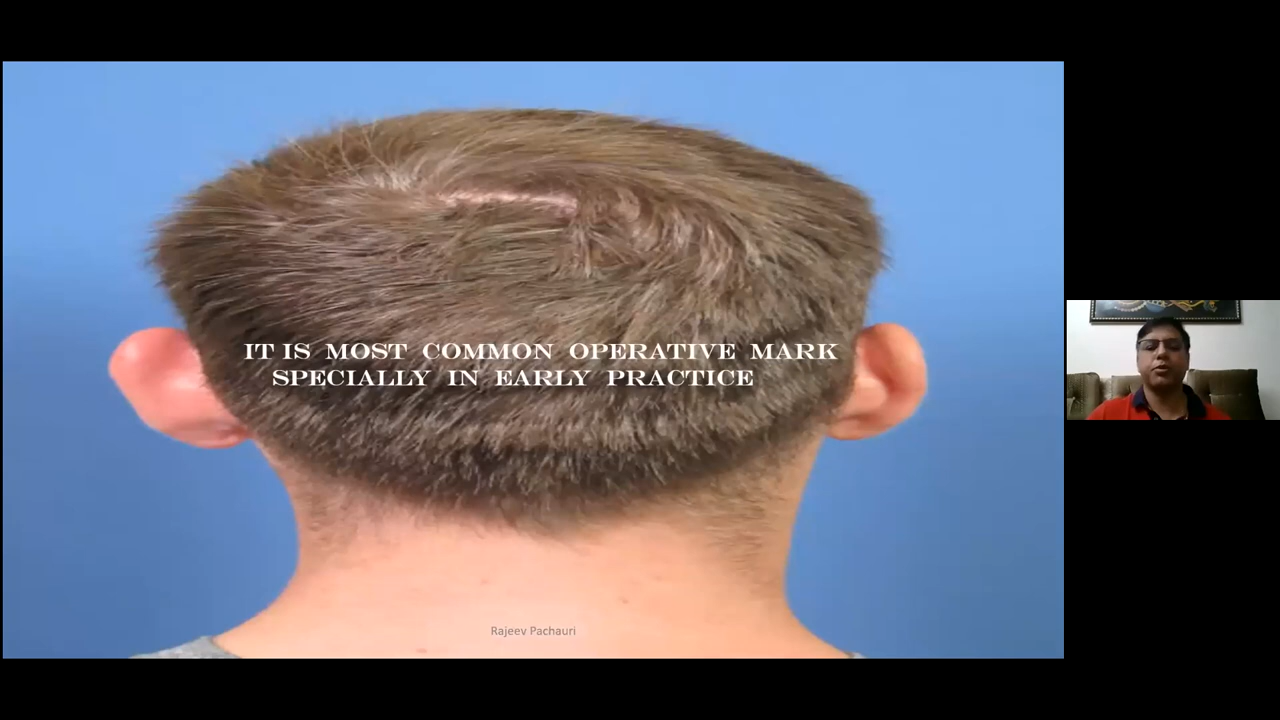 IT IS MOST COMMON OPERATIVE MARK
SPECIALLY IN EARLY PRACTICE
Rajeev Pachauri